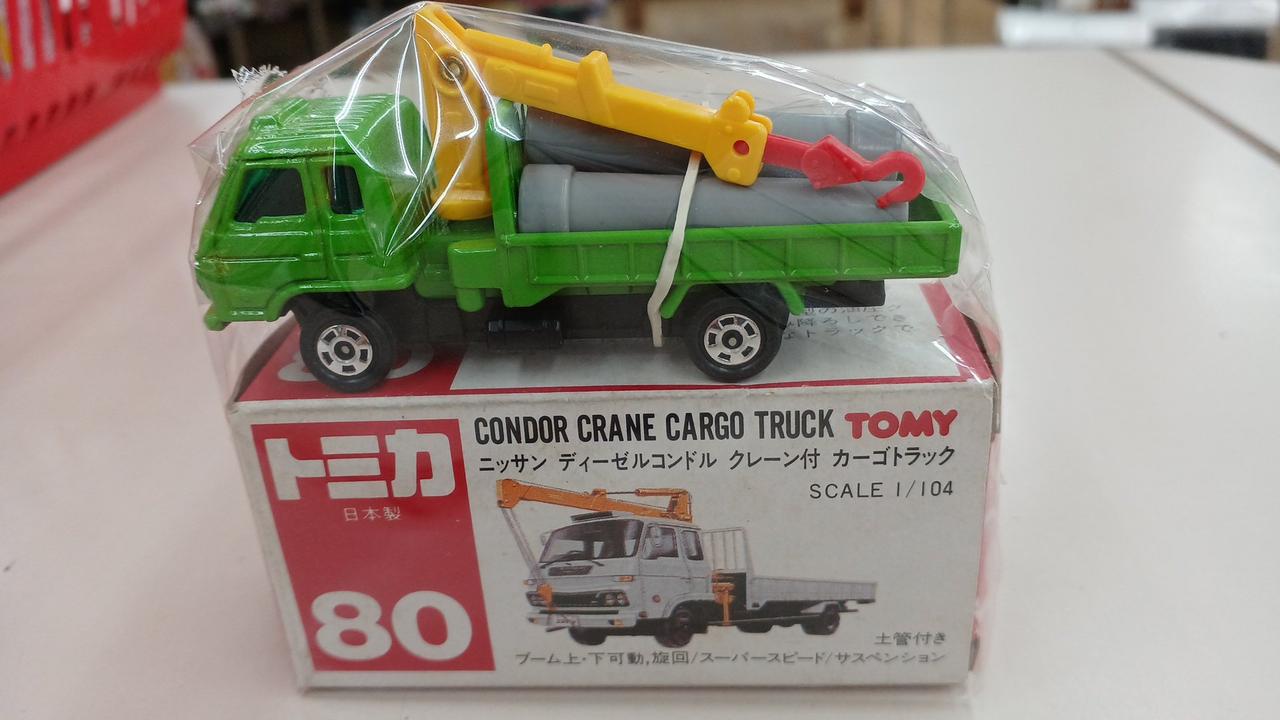 トミカ
日本製
80
CONDOR CRANE CARGO TRUCK TOMY
ニッサン ディーゼルコンドル クレーン付 カーゴトラック
SCALE 1/104
土管付き
ブーム上・下可動,旋回/スーパースピード/サスペンション